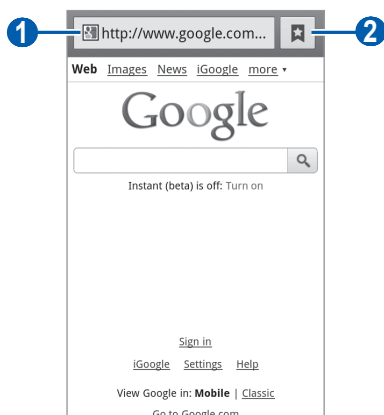 1
http://www.google.com...
2
Web Images News iGoogle more ▾
Google
Instant (beta) is off: Turn on
Sign in
iGoogle Settings Help
View Google in: Mobile | Classic
Go to Google.com